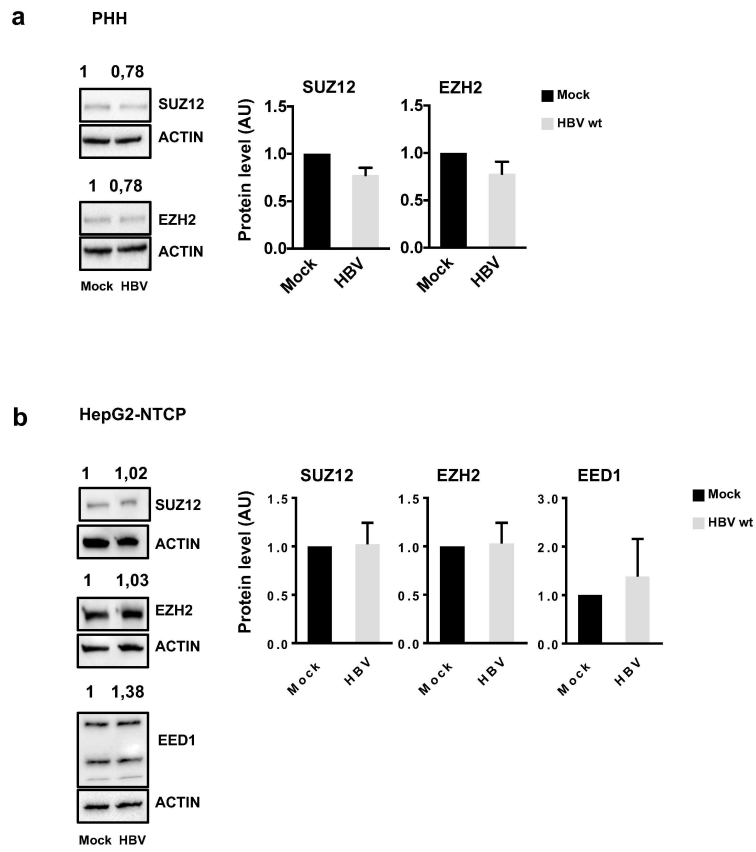 a
PHH
1 0,78
SUZ12
ACTIN
1 0,78
EZH2
ACTIN
Mock HBV
SUZ12
Protein level (AU)
1.5
1.0
0.5
0.0
Mock
HBV
EZH2
1.5
1.0
0.5
0.0
Mock
HBV
Mock
HBV wt
b
HepG2-NTCP
1 1,02
SUZ12
ACTIN
1 1,03
EZH2
ACTIN
1 1,38
EED1
ACTIN
Mock HBV
SUZ12
Protein level (AU)
1.5
1.0
0.5
0.0
Mock
HBV
EZH2
1.5
1.0
0.5
0.0
Mock
HBV
EED1
3.0
2.0
1.0
0.0
Mock
HBV
Mock
HBV wt